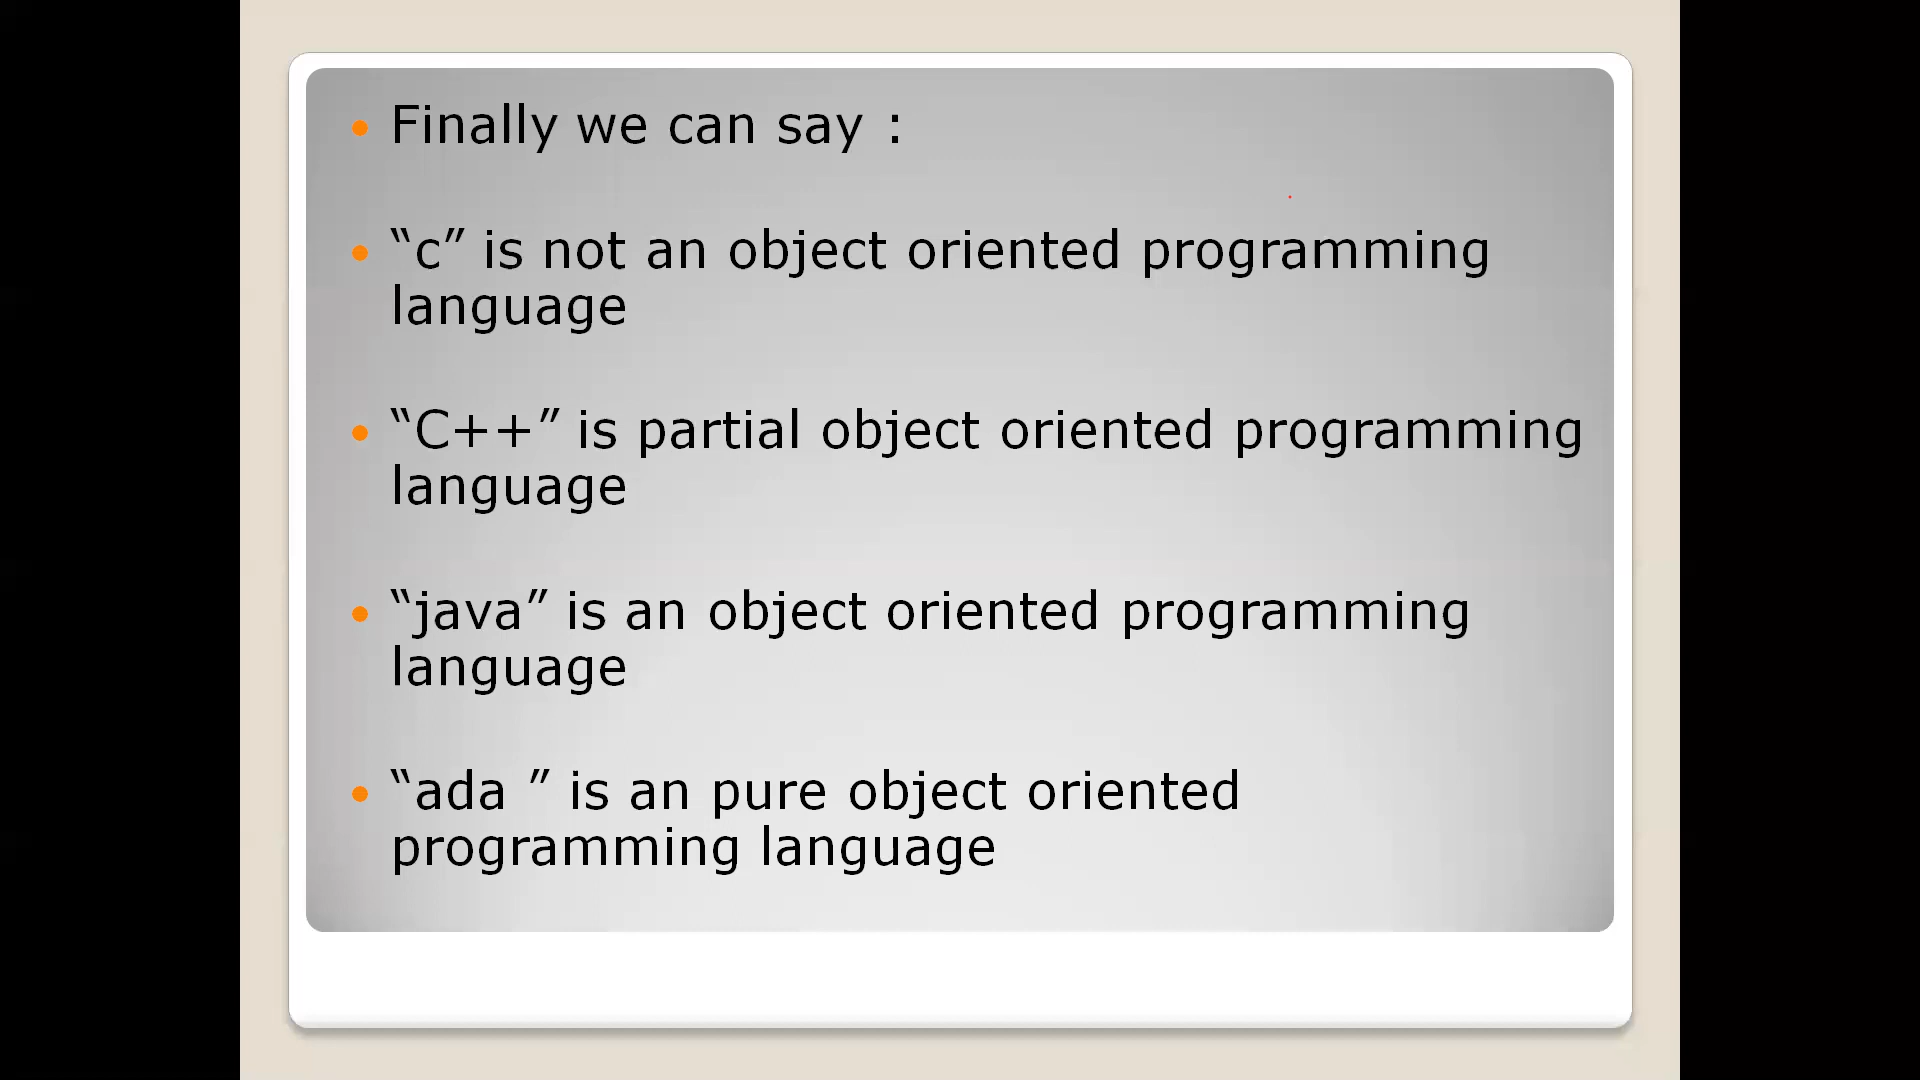 • Finally we can say :
• “c” is not an object oriented programming
language
• “C++” is partial object oriented programming
language
• “java” is an object oriented programming
language
• “ada ” is an pure object oriented
programming language